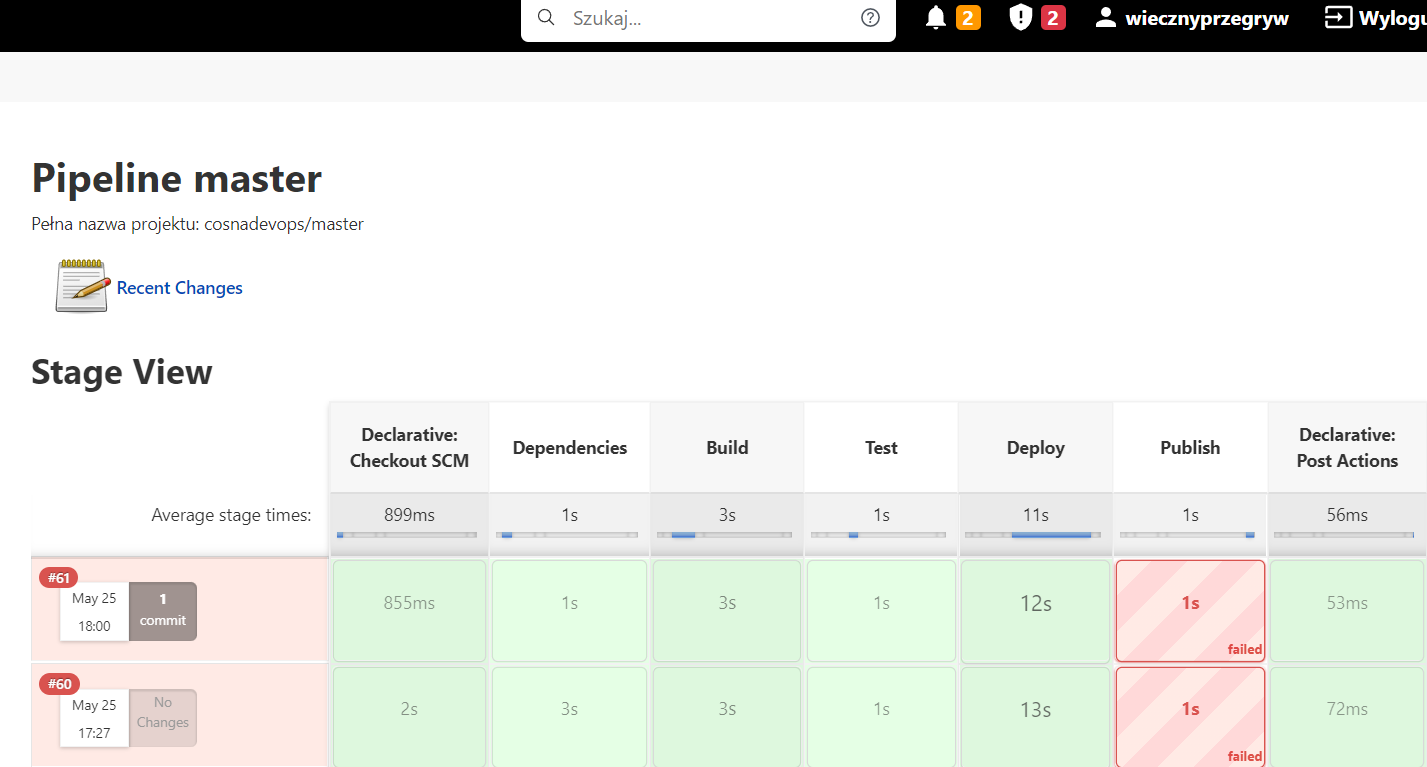 Szukaj...
2
2
wiecznyprzegryw
Wylogu
Pipeline master
Pełna nazwa projektu: cosnadevops/master
Recent Changes
Stage View
Declarative: Checkout SCM
Dependencies
Build
Test
Deploy
Publish
Declarative: Post Actions
Average stage times:
899ms
1s
3s
1s
11s
1s
56ms
#61
May 25
18:00
1
commit
855ms
1s
3s
1s
12s
1s
failed
53ms
#60
May 25
17:27
No
Changes
2s
3s
3s
1s
13s
1s
failed
72ms